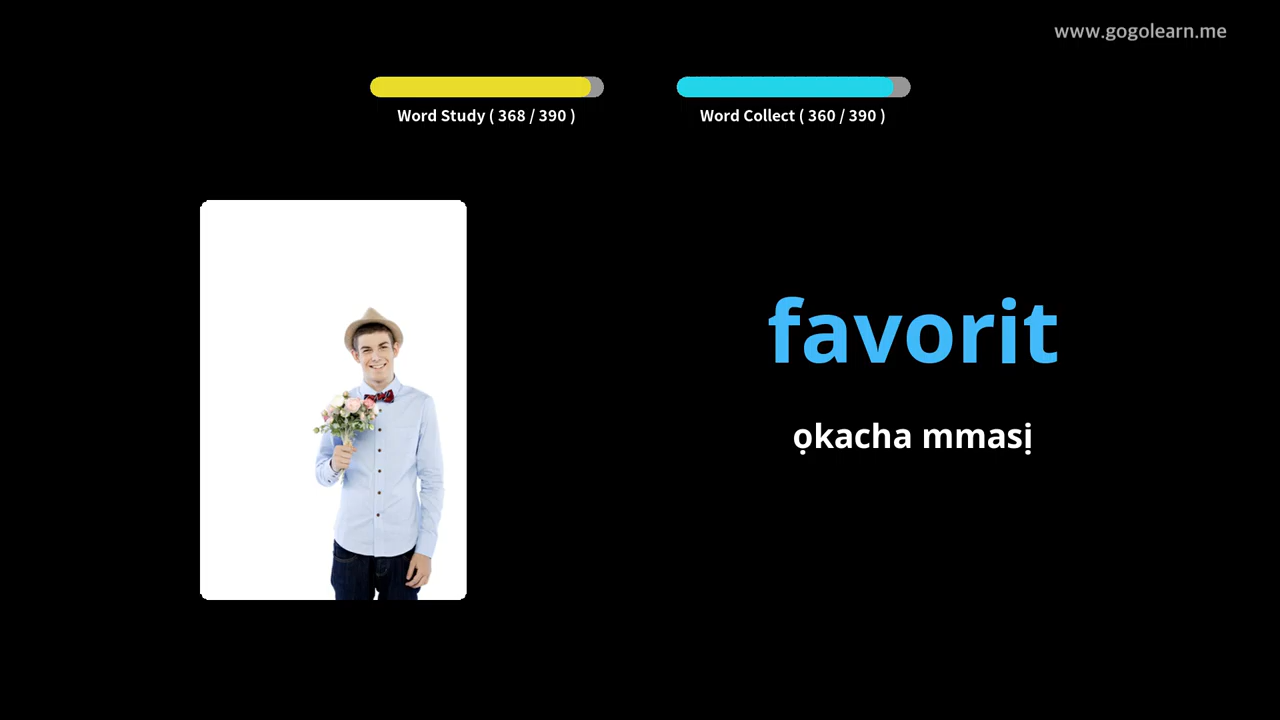 www.gogolearn.me
Word Study ( 368 / 390 )
Word Collect ( 360 / 390 )
favorit
ọkacha mmasị